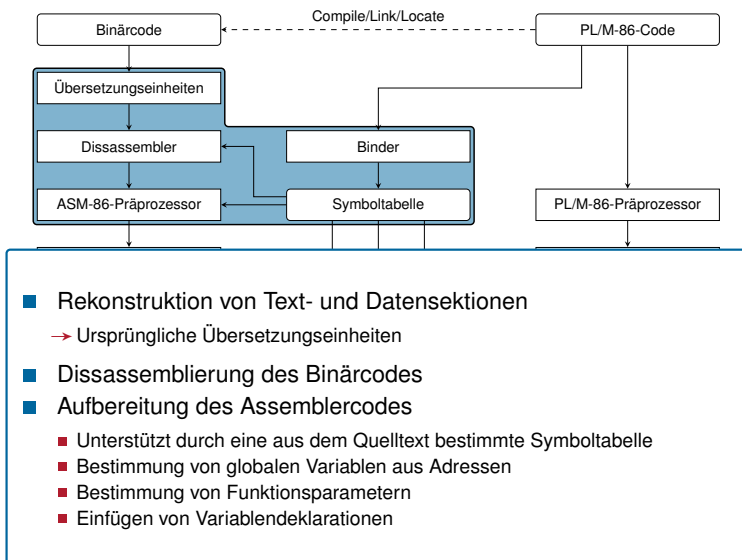 Compile/Link/Locate
Binärcode
PL/M-86-Code
Übersetzungseinheiten
Dissassembler
Binder
ASM-86-Präprozessor
Symboltabelle
PL/M-86-Präprozessor
Rekonstruktion von Text- und Datensektionen
→ Ursprüngliche Übersetzungseinheiten
Dissassemblierung des Binärcodes
Aufbereitung des Assemblercodes
Unterstützt durch eine aus dem Quelltext bestimmte Symboltabelle
Bestimmung von globalen Variablen aus Adressen
Bestimmung von Funktionsparametern
Einfügen von Variablendeklarationen